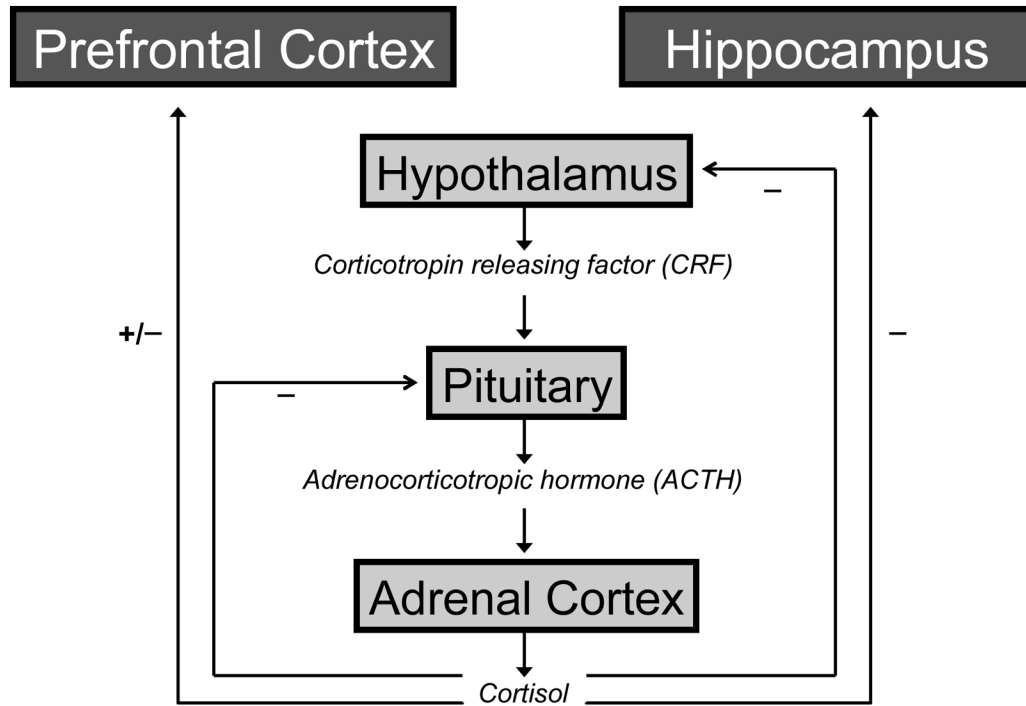 Prefrontal Cortex
Hippocampus
Hypothalamus
–
Corticotropin releasing factor (CRF)
+/–
–
Pituitary
–
Adrenocorticotropic hormone (ACTH)
Adrenal Cortex
Cortisol